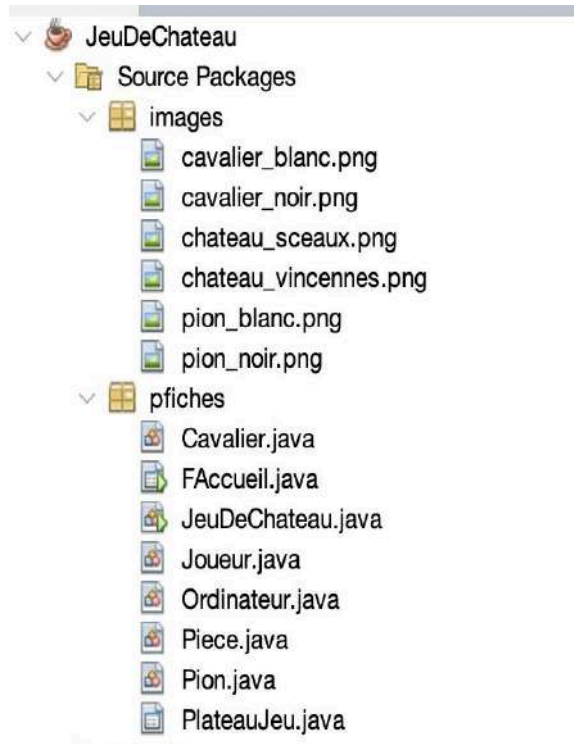 JeuDeChateau
Source Packages
images
cavalier_blanc.png
cavalier_noir.png
chateau_sceaux.png
chateau_vincennes.png
pion_blanc.png
pion_noir.png
pfiches
Cavalier.java
FAccueil.java
JeuDeChateau.java
Joueur.java
Ordinateur.java
Piece.java
Pion.java
PlateauJeu.java